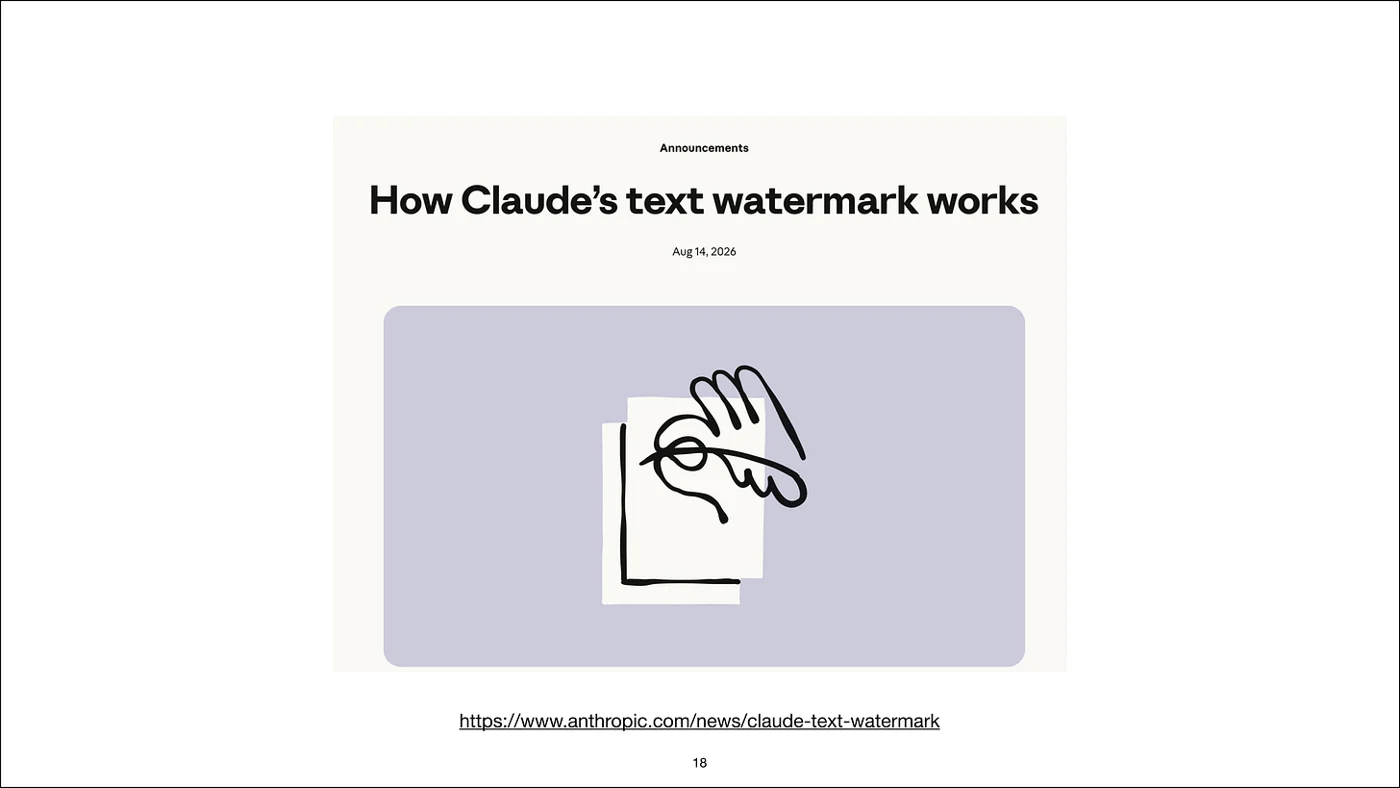 Announcements
How Claude’s text watermark works
Aug 14, 2026
https://www.anthropic.com/news/claude-text-watermark
18